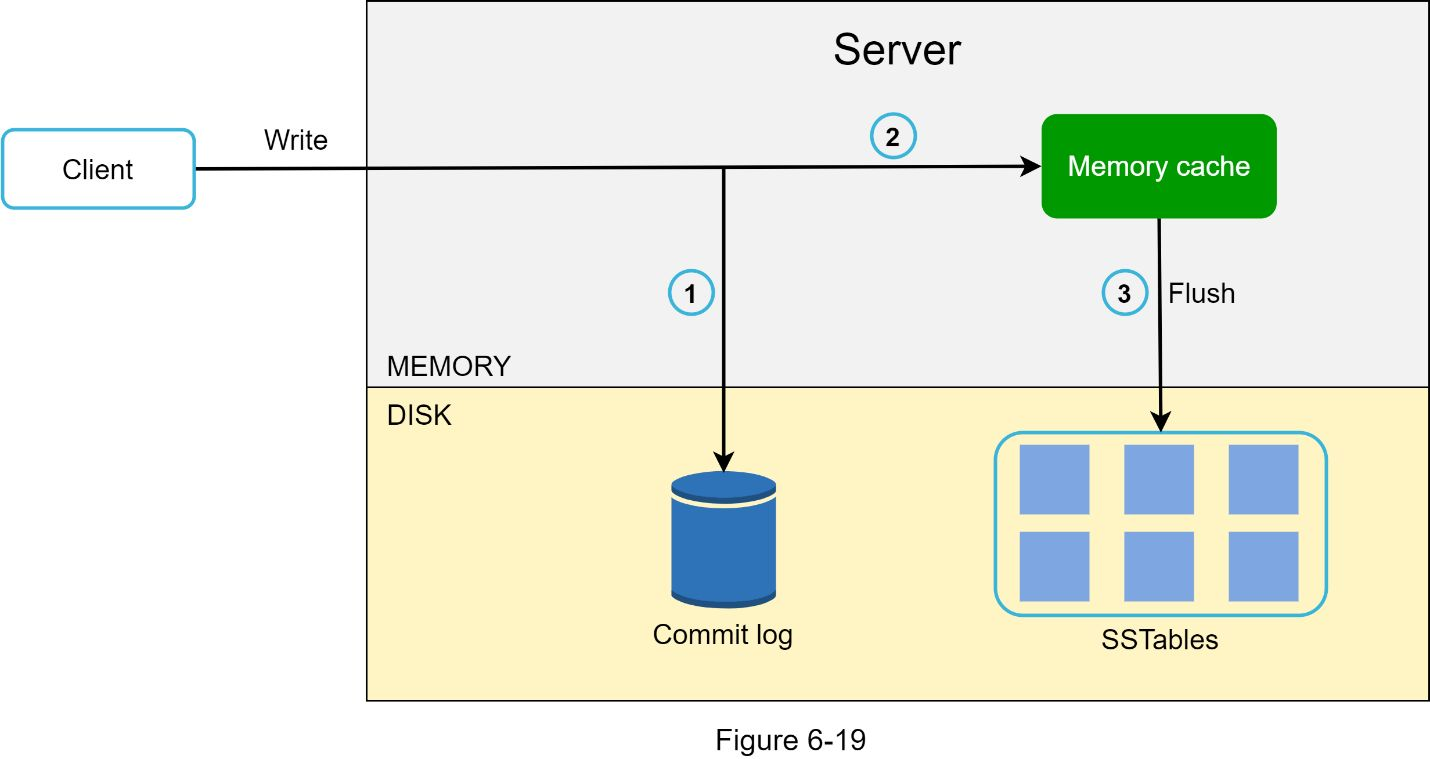 Server
Write
2
Client
Memory cache
1
3
Flush
MEMORY
DISK
Commit log
SSTables
Figure 6-19